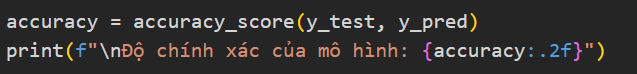 accuracy = accuracy_score(y_test, y_pred)
print(f"\nĐộ chính xác của mô hình: {accuracy:.2f}")